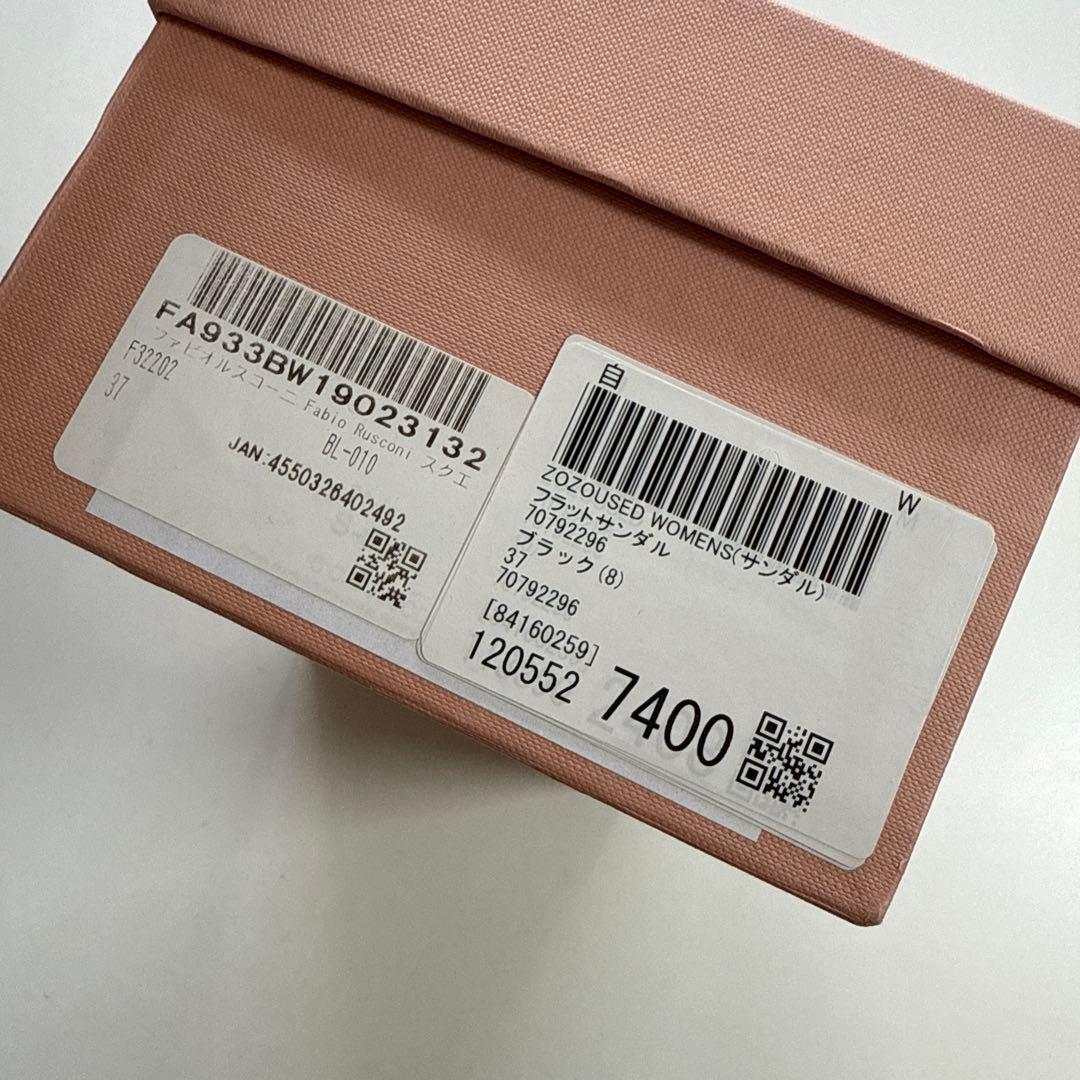 FA933BW19023132
ファビオルスコーニ Fabio Rusconi スクエ
F32202
BL-010
37
JAN:4550326402492
自
W
ZOZOUSED WOMENS(サンダル)
フラットサンダル
70792296
ブラック(8)
37
70792296
[84160259]
120552 7400